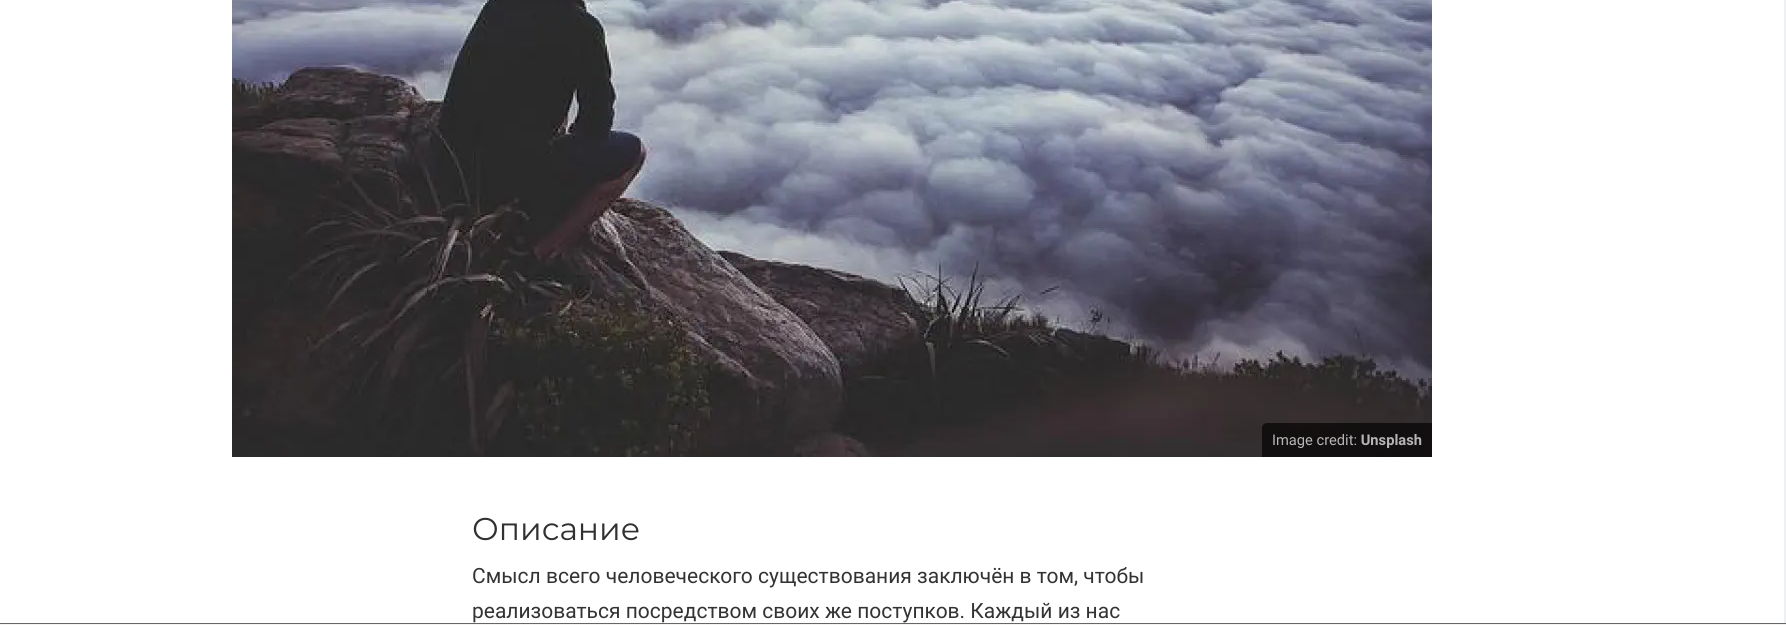 Image credit: Unsplash
Описание
Смысл всего человеческого существования заключён в том, чтобы
реализоваться посредством своих же поступков. Каждый из нас